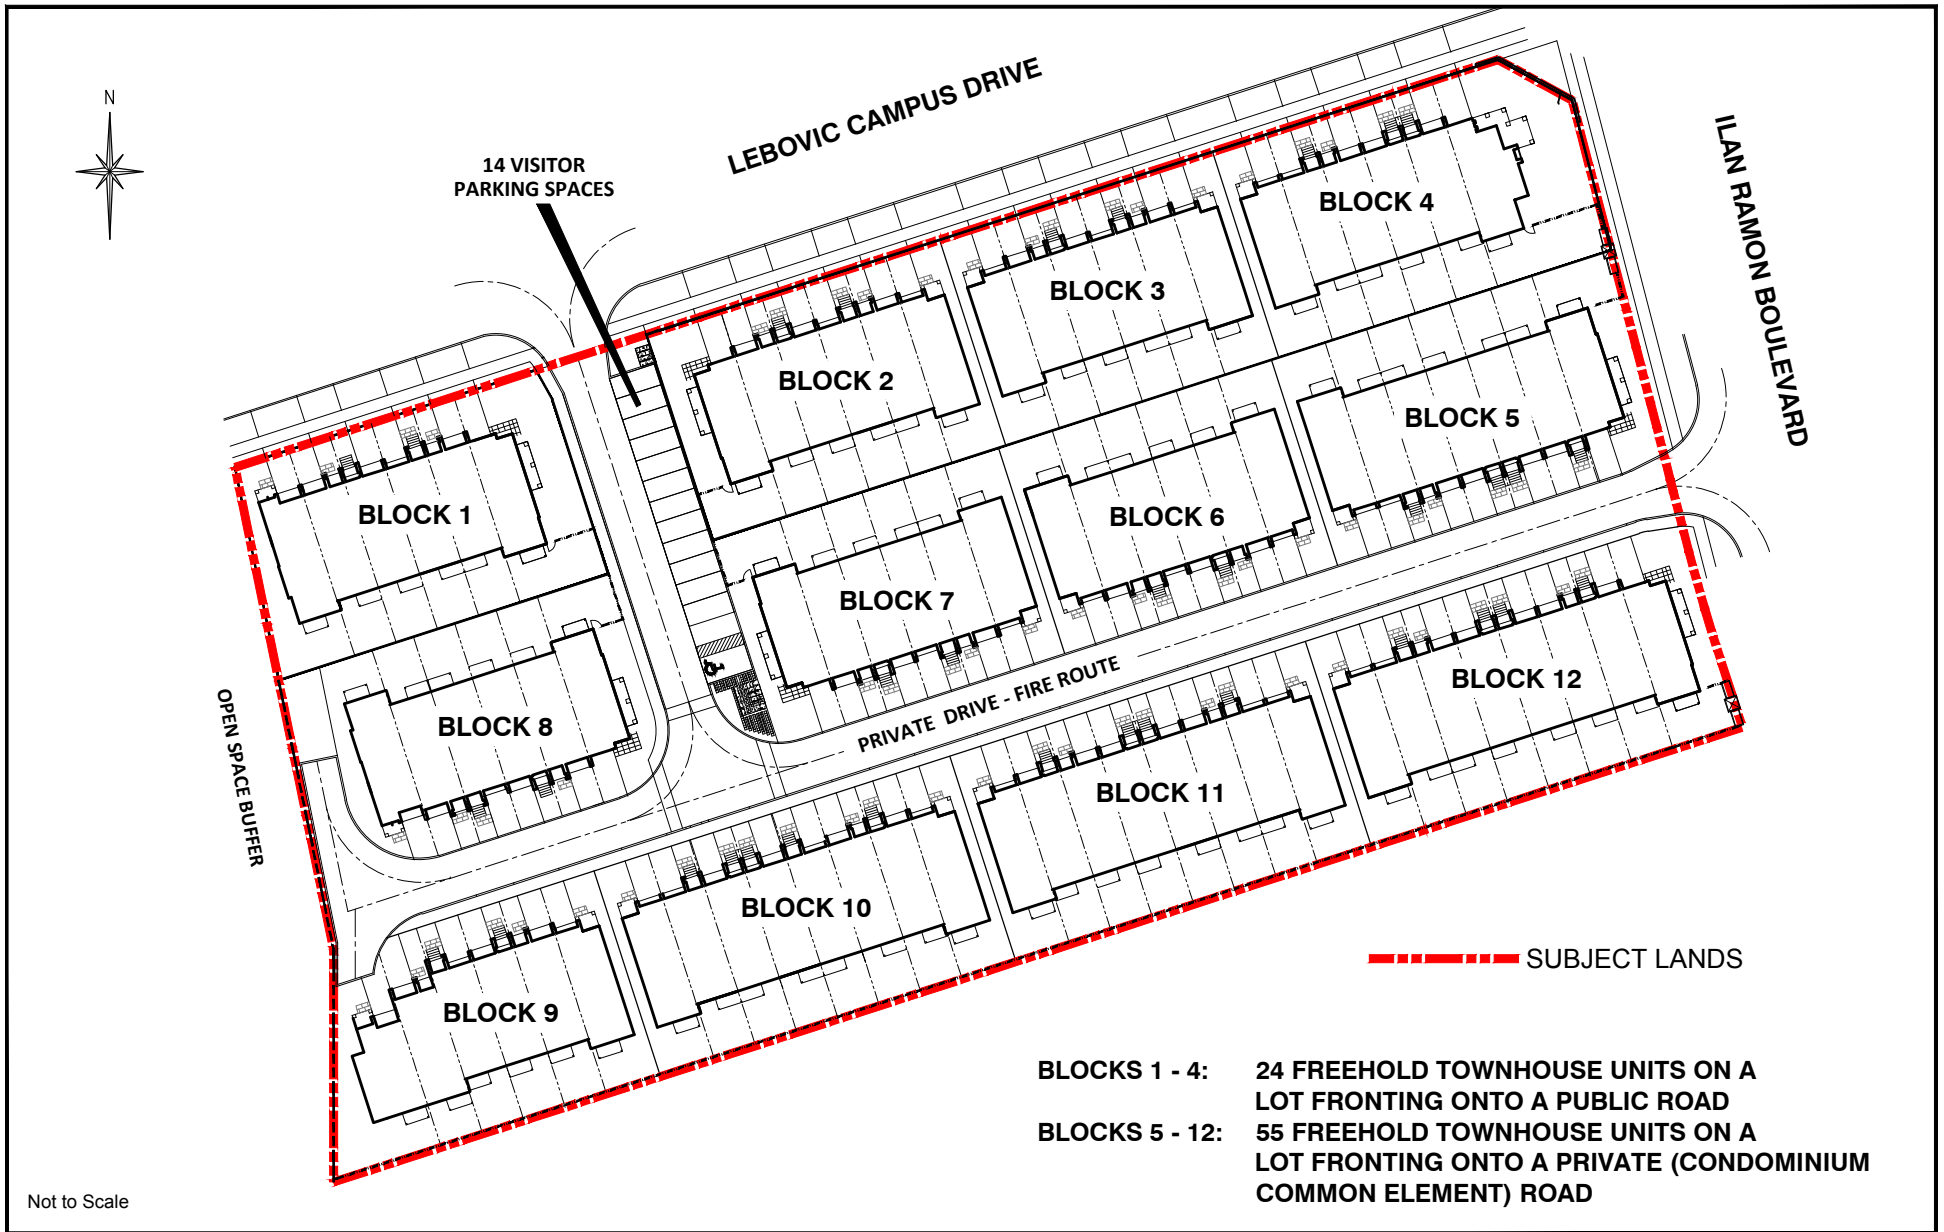 N
LEBOVIC CAMPUS DRIVE
ILAN RAMON BOULEVARD
14 VISITOR
PARKING SPACES
BLOCK 4
BLOCK 3
BLOCK 2
BLOCK 1
BLOCK 5
BLOCK 6
BLOCK 7
BLOCK 8
PRIVATE DRIVE - FIRE ROUTE
OPEN SPACE BUFFER
BLOCK 12
BLOCK 11
BLOCK 10
BLOCK 9
SUBJECT LANDS
BLOCKS 1 - 4: 24 FREEHOLD TOWNHOUSE UNITS ON A
LOT FRONTING ONTO A PUBLIC ROAD
BLOCKS 5 - 12: 55 FREEHOLD TOWNHOUSE UNITS ON A
LOT FRONTING ONTO A PRIVATE (CONDOMINIUM
COMMON ELEMENT) ROAD
Not to Scale